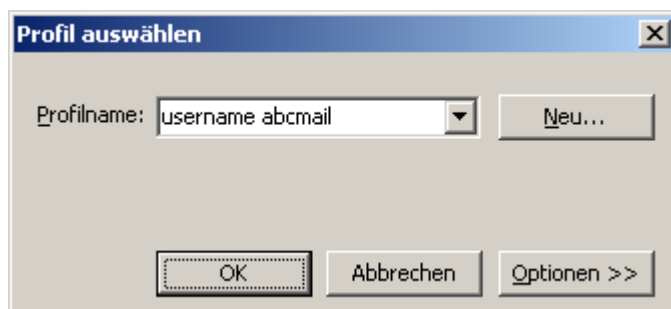 Profil auswählen
Profilname: username abcmail Neu...
OK Abbrechen Optionen >>